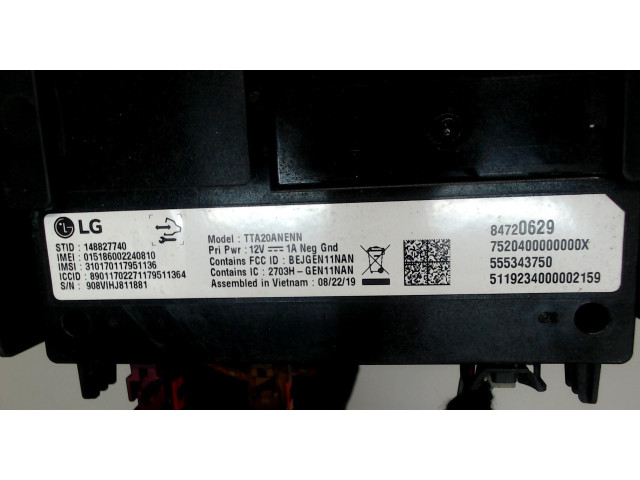 LG
STID : 148827740
IMEI : 015186002240810
IMSI : 310170117951136
ICCID : 89011702271179511364
S/N : 908VIHJ811881
Model : TTA20ANENN
Pri Pwr : 12V 1A Neg Gnd
Contains FCC ID : BEJGEN11NAN
Contains IC : 2703H-GEN11NAN
Assembled in Vietnam : 08/22/19
84720629
7520400000000X
555343750
5119234000002159